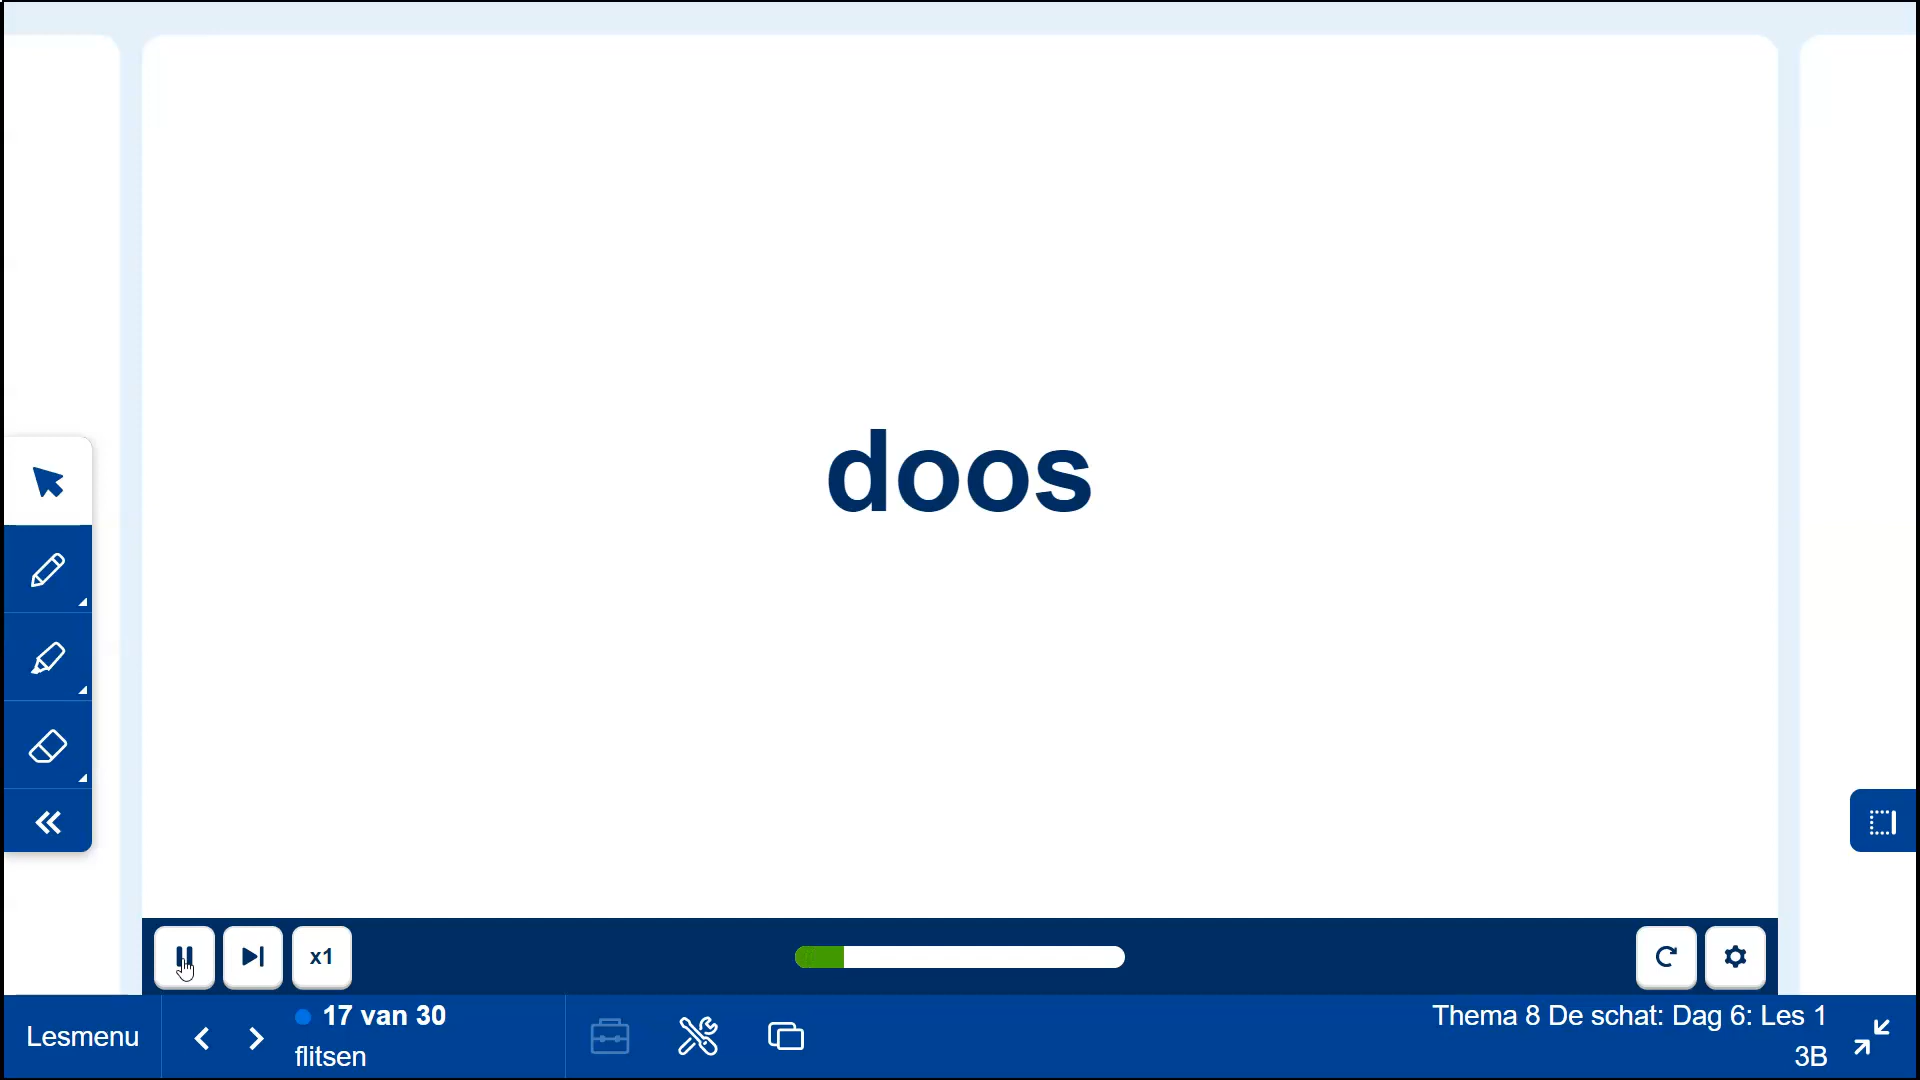 doos
x1
Lesmenu
17 van 30
flitsen
Thema 8 De schat: Dag 6: Les 1
3B